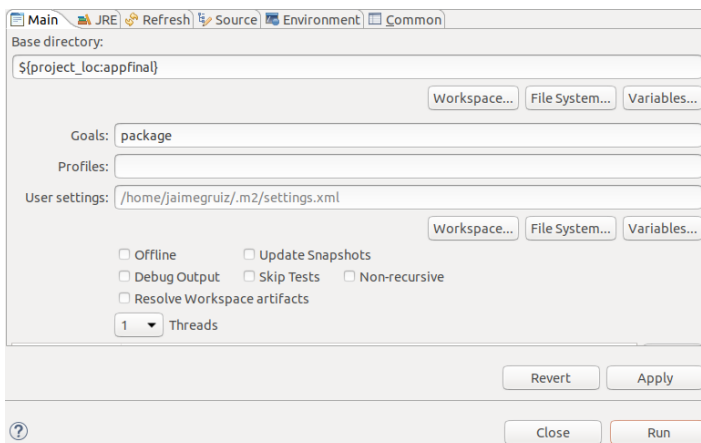 Main JRE Refresh Source Environment Common
Base directory:
${project_loc:appfinal}
Workspace... File System... Variables...
Goals: package
Profiles:
User settings: /home/jaimegruiz/.m2/settings.xml
Workspace... File System... Variables...
Offline Update Snapshots
Debug Output Skip Tests Non-recursive
Resolve Workspace artifacts
1 Threads
Revert Apply
? Close Run